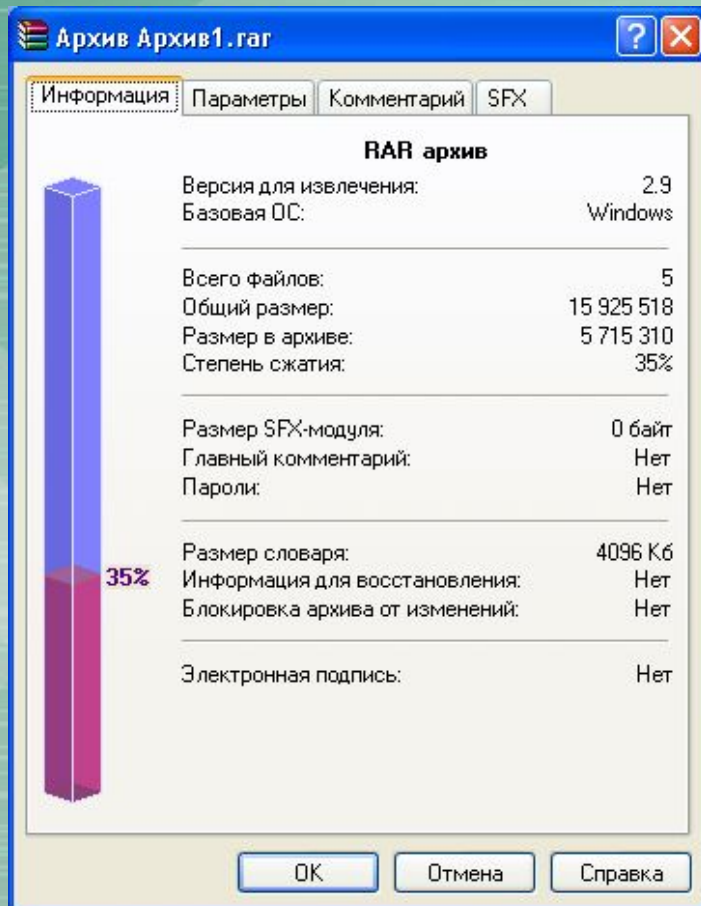 Архив Архив1.rar
Информация Параметры Комментарий SFX
RAR архив
Версия для извлечения: 2.9
Базовая ОС: Windows
Всего файлов: 5
Общий размер: 15 925 518
Размер в архиве: 5 715 310
Степень сжатия: 35%
Размер SFX-модуля: 0 байт
Главный комментарий: Нет
Пароли: Нет
35%
Размер словаря: 4096 Кб
Информация для восстановления: Нет
Блокировка архива от изменений: Нет
Электронная подпись: Нет
OK Отмена Справка